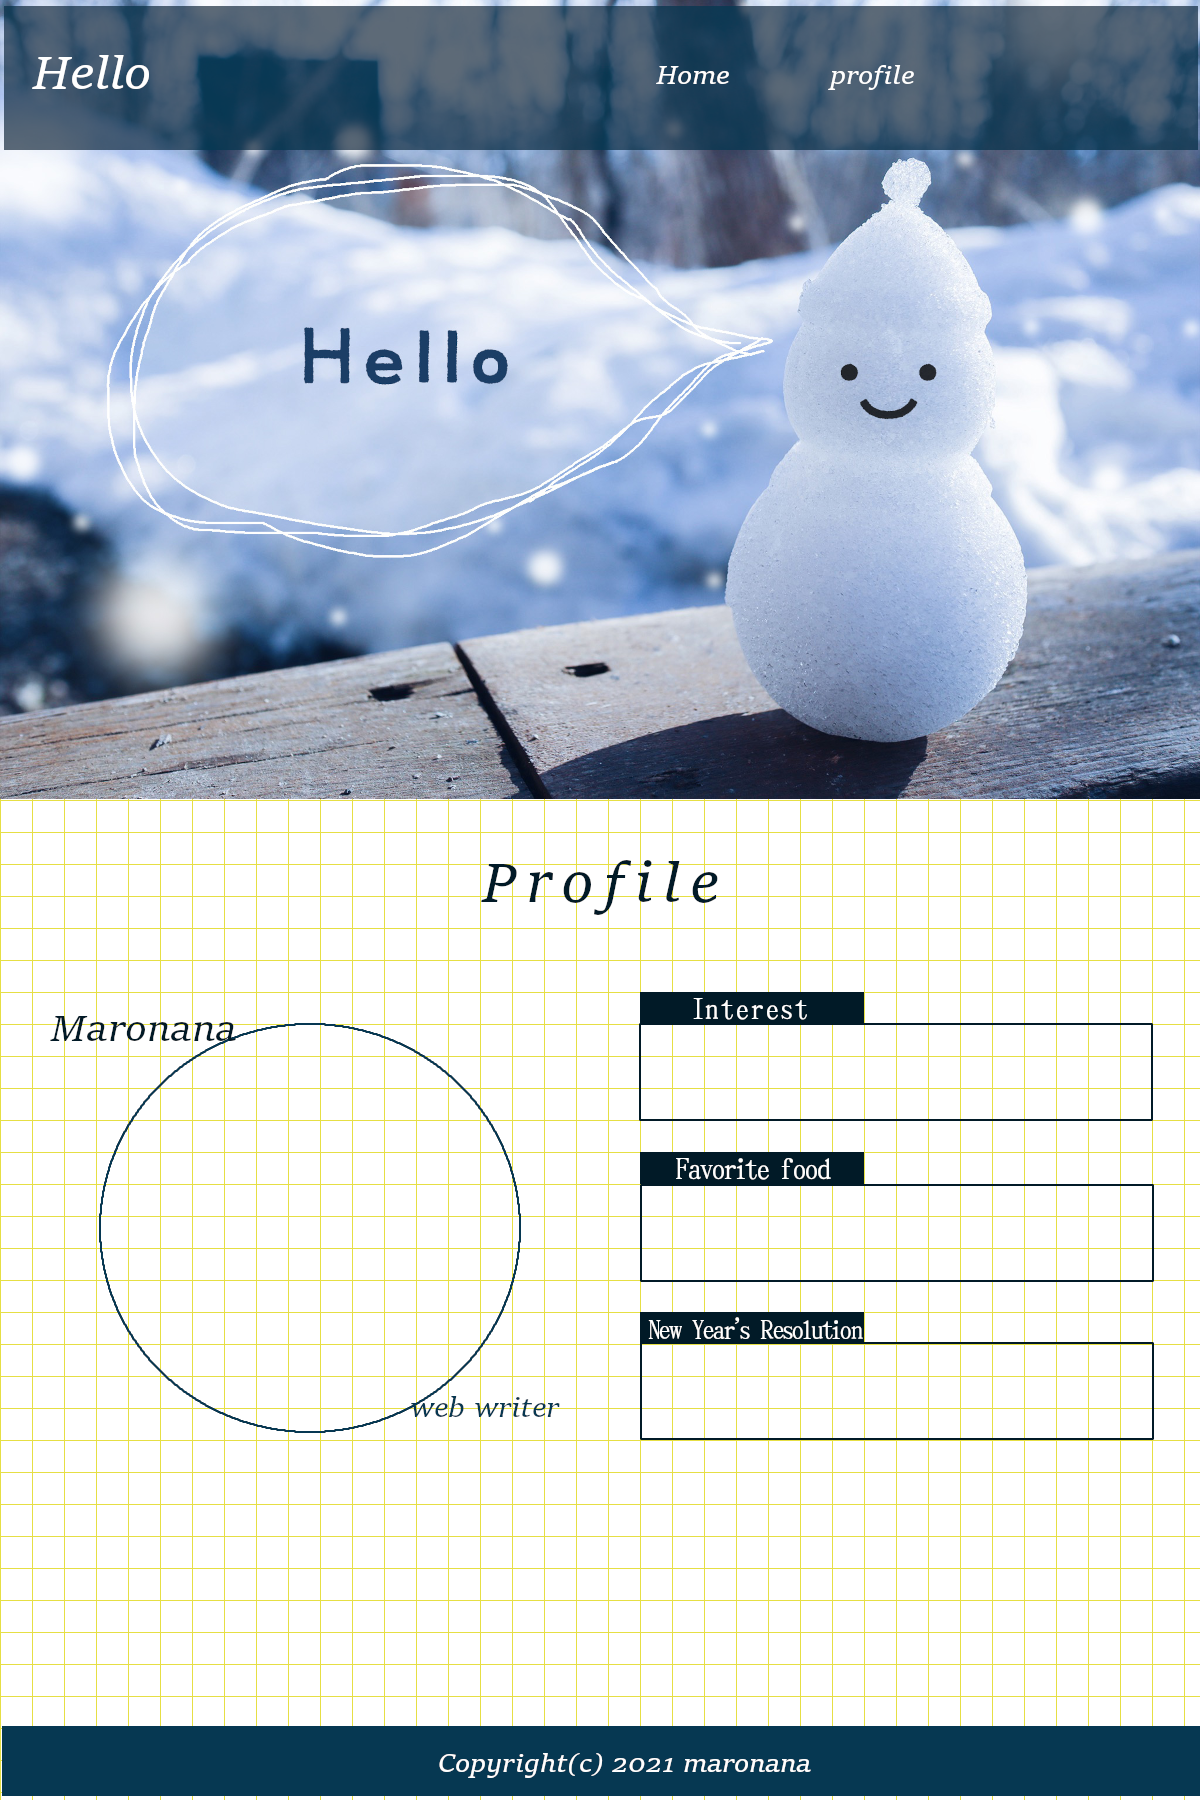 Hello
Home
profile
Hello
Profile
Maronana
web writer
Interest
Favorite food
New Year's Resolution
Copyright(c) 2021 maronana